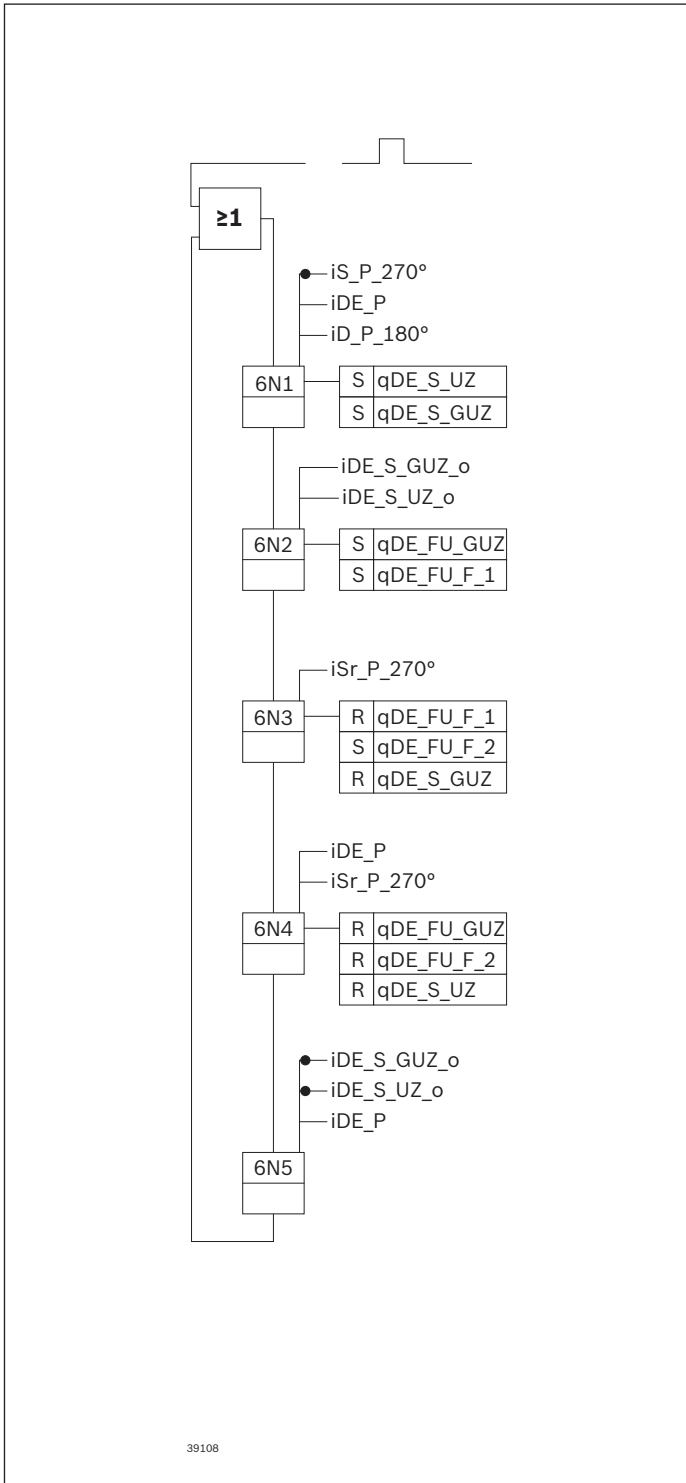 ≥1
iS_P_270°
iDE_P
iD_P_180°
6N1
S qDE_S_UZ
S qDE_S_GUZ
iDE_S_GUZ_o
iDE_S_UZ_o
6N2
S qDE_FU_GUZ
S qDE_FU_F_1
iSr_P_270°
6N3
R qDE_FU_F_1
S qDE_FU_F_2
R qDE_S_GUZ
iDE_P
iSr_P_270°
6N4
R qDE_FU_GUZ
R qDE_FU_F_2
R qDE_S_UZ
iDE_S_GUZ_o
iDE_S_UZ_o
iDE_P
6N5
39108